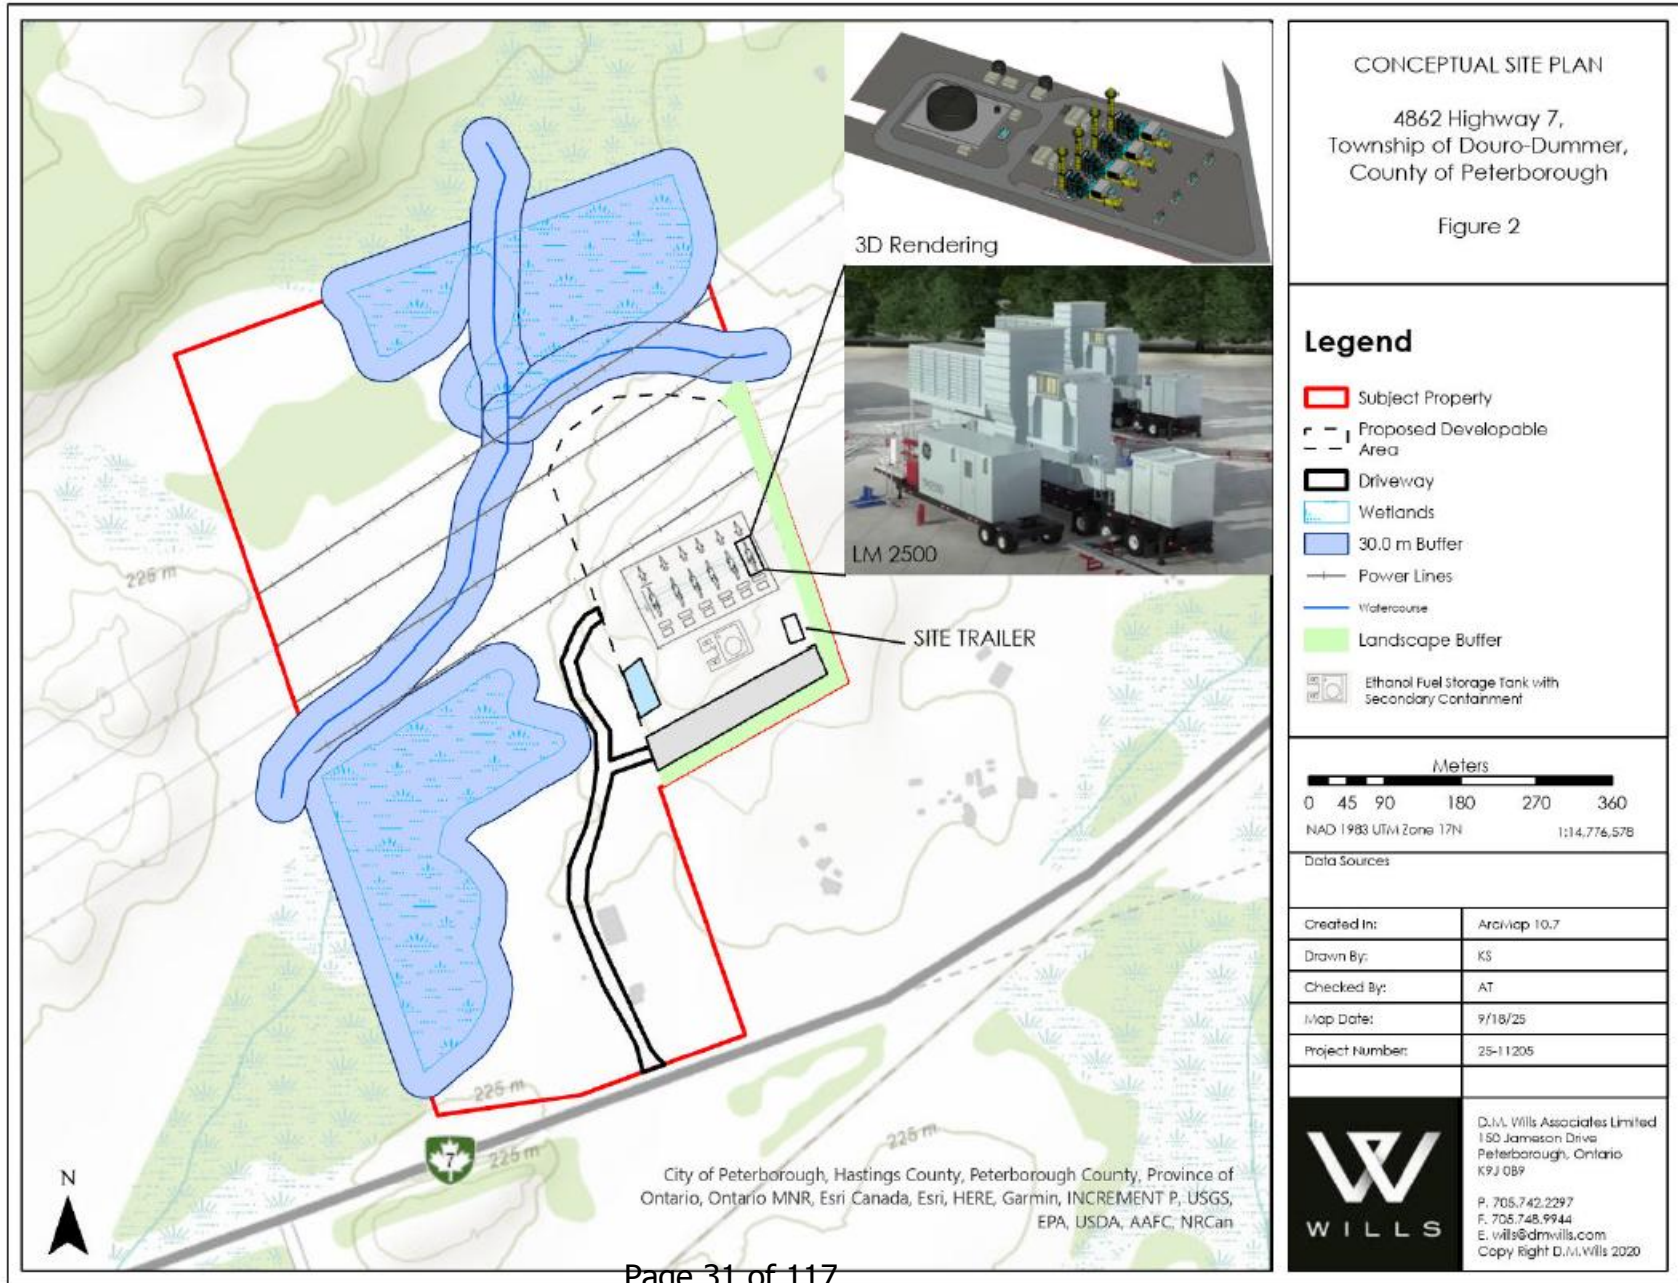 3D Rendering
LM 2500
SITE TRAILER
225 m
225 m
225 m
225 m
7
N
City of Peterborough, Hastings County, Peterborough County, Province of
Ontario, Ontario MNR, Esri Canada, Esri, HERE, Garmin, INCREMENT P, USGS,
EPA, USDA, AAFC, NRCan
CONCEPTUAL SITE PLAN
4862 Highway 7,
Township of Douro-Dummer,
County of Peterborough
Figure 2
Legend
Subject Property
Proposed Developable
Area
Driveway
Wetlands
30.0 m Buffer
Power Lines
Watercourse
Landscape Buffer
Ethanol Fuel Storage Tank with
Secondary Containment
Meters
0 45 90 180 270 360
NAD 1983 UTM Zone 17N 1:14,776,578
Data Sources
Created In: ArcMap 10.7
Drawn By: KS
Checked By: AT
Map Date: 9/18/25
Project Number: 25-11205
WILLS
D.M. Wills Associates Limited
150 Jameson Drive
Peterborough, Ontario
K9J 0B9
P. 705.742.2297
F. 705.748.9944
E. wills@dmwills.com
Copy Right D.M.Wills 2020
Page 31 of 117